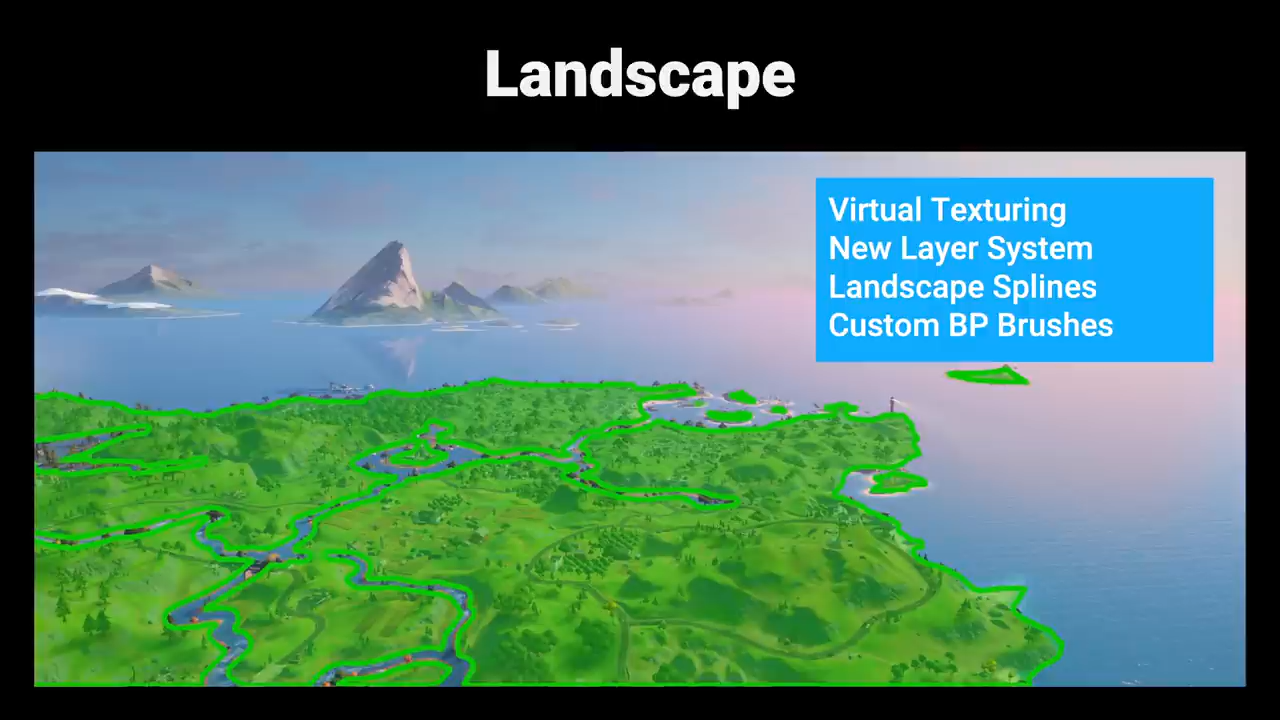 Landscape
Virtual Texturing
New Layer System
Landscape Splines
Custom BP Brushes